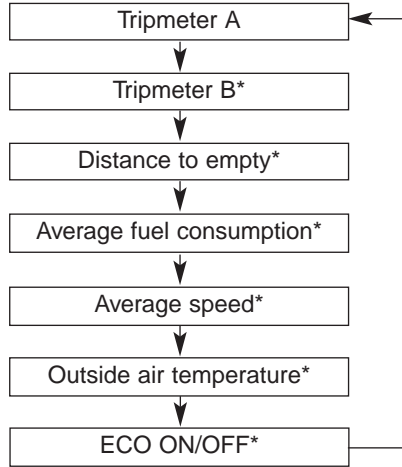 Tripmeter A
Tripmeter B*
Distance to empty*
Average fuel consumption*
Average speed*
Outside air temperature*
ECO ON/OFF*